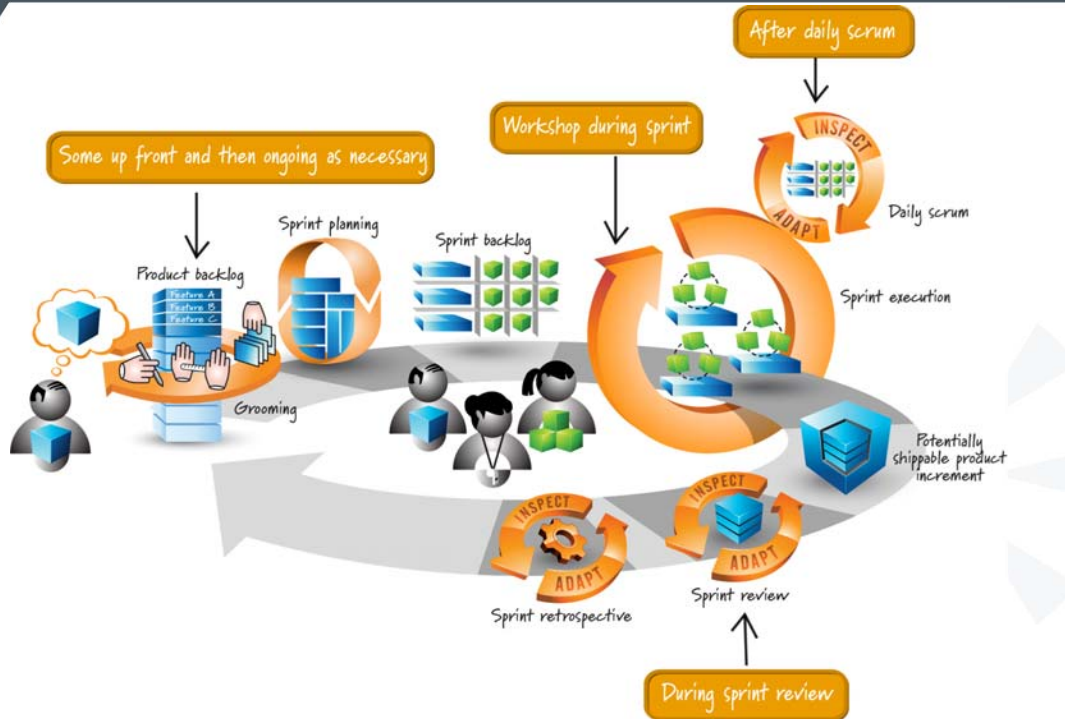 After daily scrum
Workshop during sprint
Some up front and then ongoing as necessary
INSPECT
ADAPT
Daily scrum
Sprint planning
Sprint backlog
Product backlog
Feature A
Feature B
Feature C
Sprint execution
Grooming
Potentially
shippable product
increment
INSPECT
ADAPT
Sprint review
INSPECT
ADAPT
Sprint retrospective
During sprint review